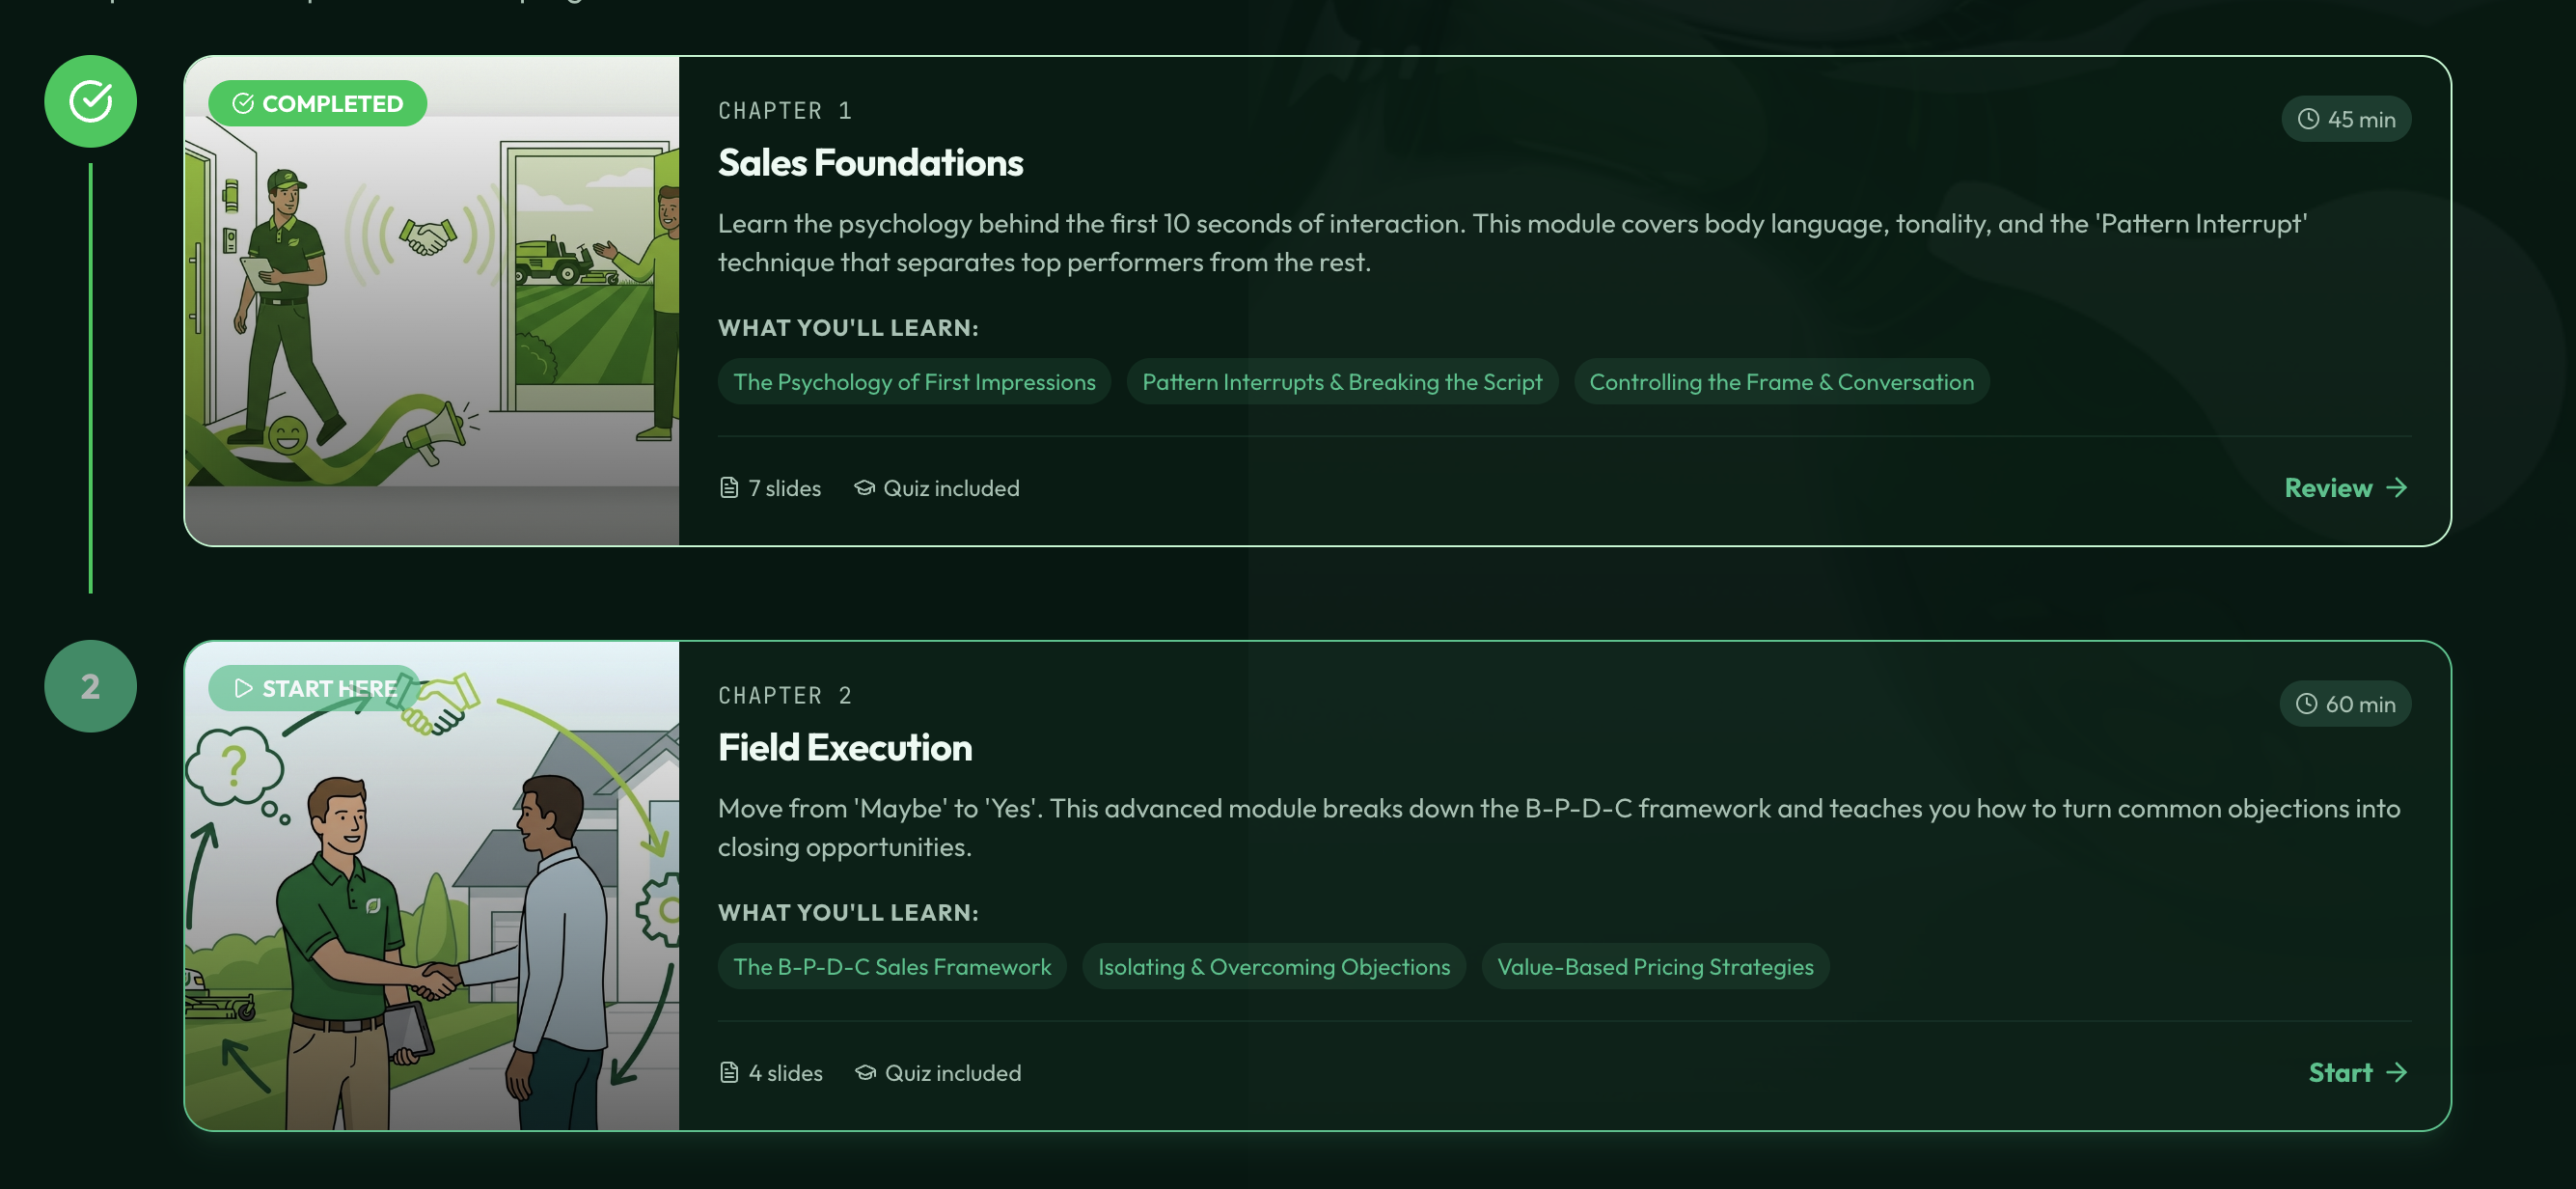 COMPLETED
CHAPTER 1
45 min
Sales Foundations
Learn the psychology behind the first 10 seconds of interaction. This module covers body language, tonality, and the 'Pattern Interrupt'
technique that separates top performers from the rest.
WHAT YOU'LL LEARN:
The Psychology of First Impressions
Pattern Interrupts & Breaking the Script
Controlling the Frame & Conversation
7 slides
Quiz included
Review
2
START HERE
CHAPTER 2
60 min
Field Execution
Move from 'Maybe' to 'Yes'. This advanced module breaks down the B-P-D-C framework and teaches you how to turn common objections into
closing opportunities.
WHAT YOU'LL LEARN:
The B-P-D-C Sales Framework
Isolating & Overcoming Objections
Value-Based Pricing Strategies
4 slides
Quiz included
Start
?